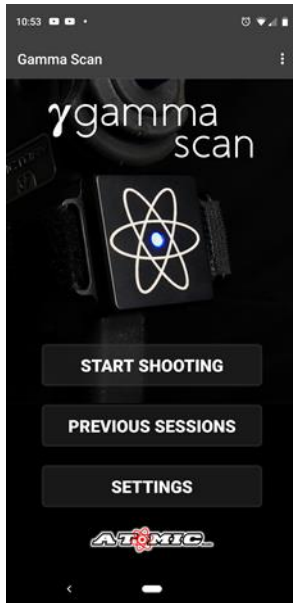 10:53
Gamma Scan
γgamma
scan
START SHOOTING
PREVIOUS SESSIONS
SETTINGS
ATOMIC